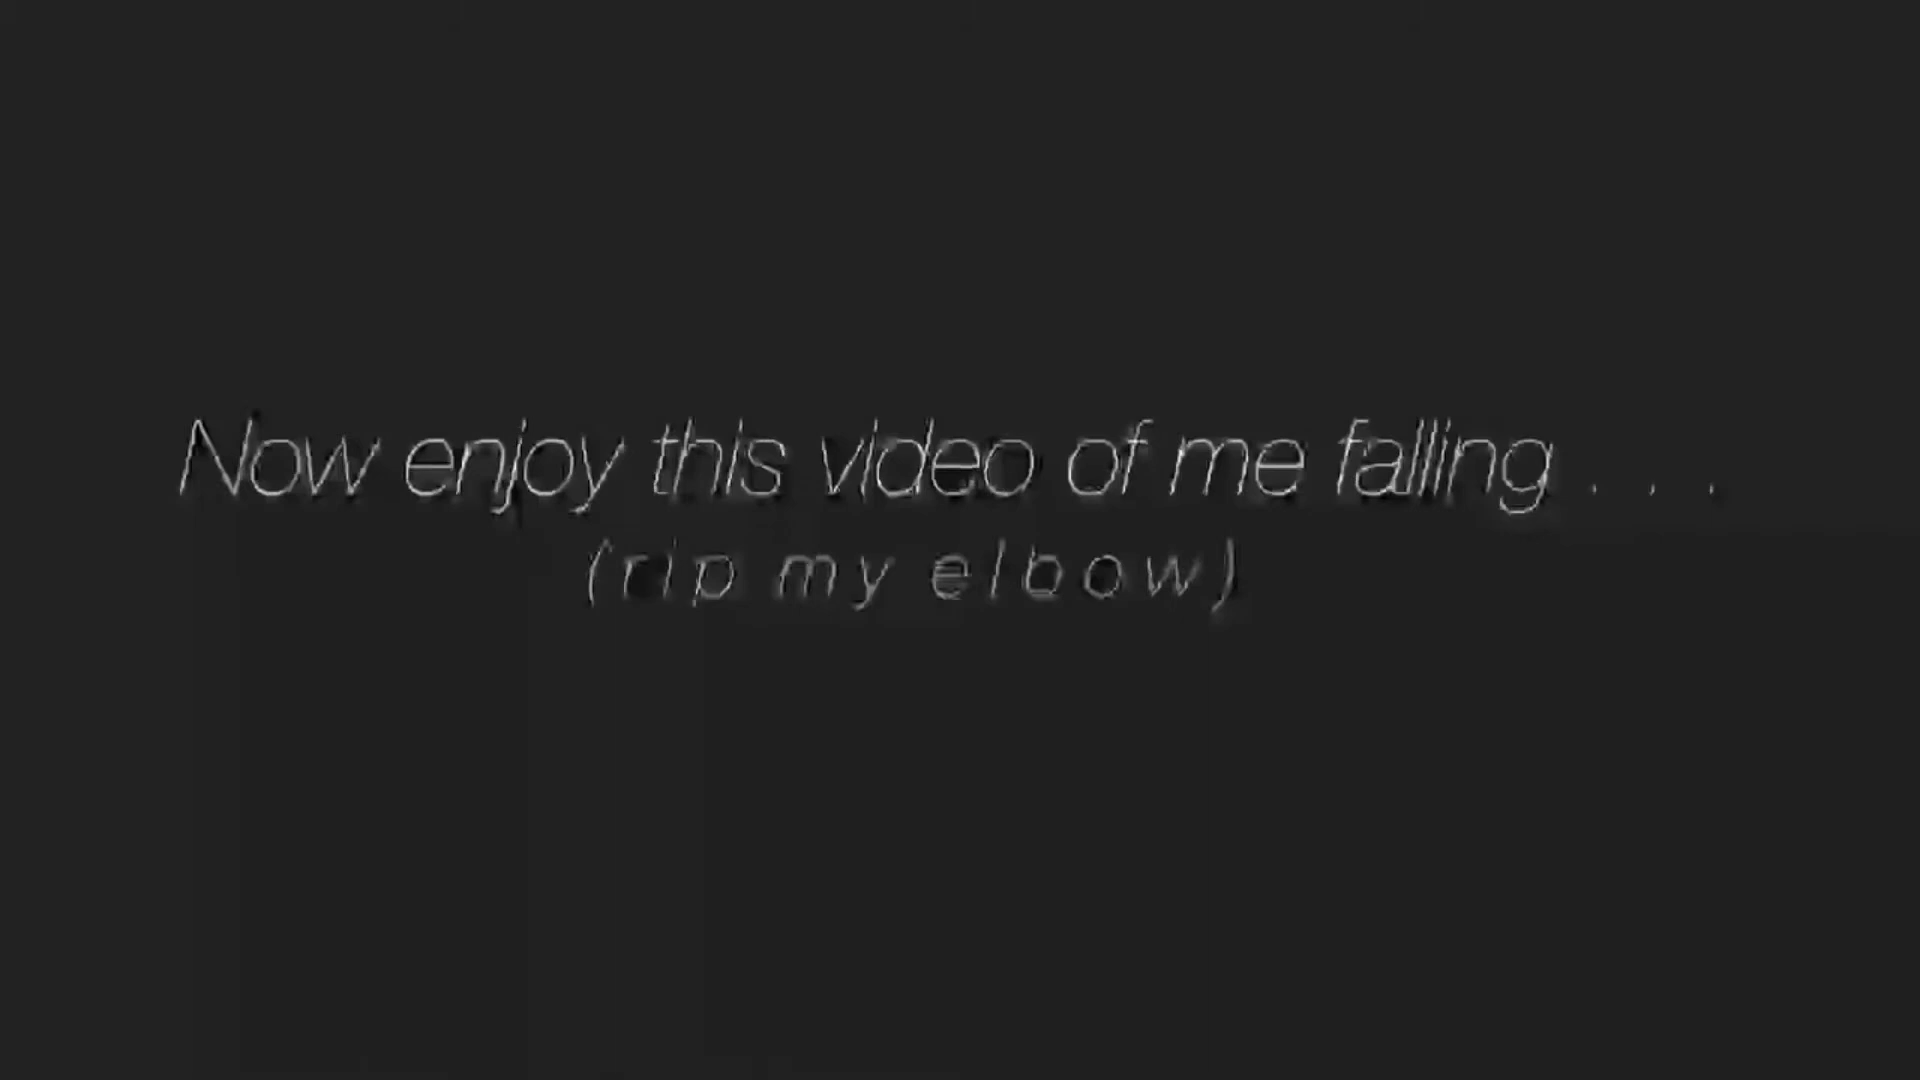 Now enjoy this video of me falling . . .
(rip my elbow)